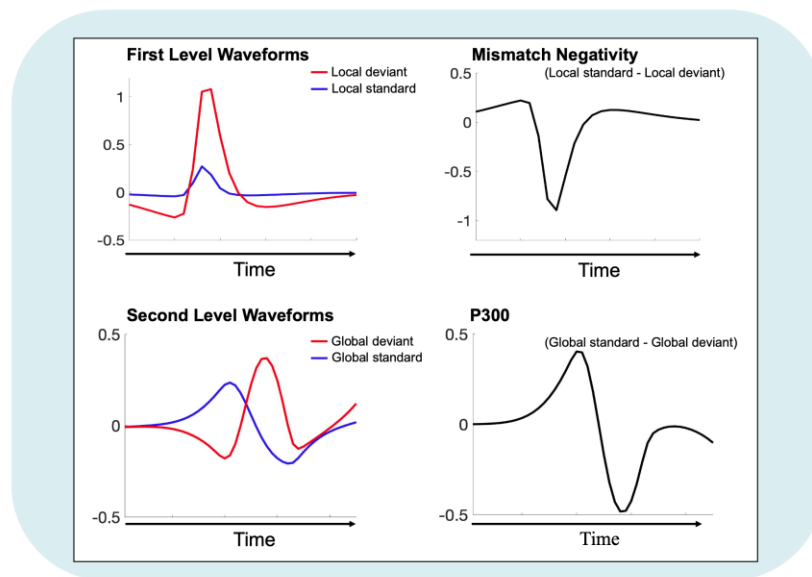 First Level Waveforms
Local deviant
Local standard
1
0.5
0
-0.5
Time
Mismatch Negativity
(Local standard - Local deviant)
0.5
0
-0.5
-1
Time
Second Level Waveforms
Global deviant
Global standard
0.5
0
-0.5
Time
P300
(Global standard - Global deviant)
0.5
0
-0.5
Time